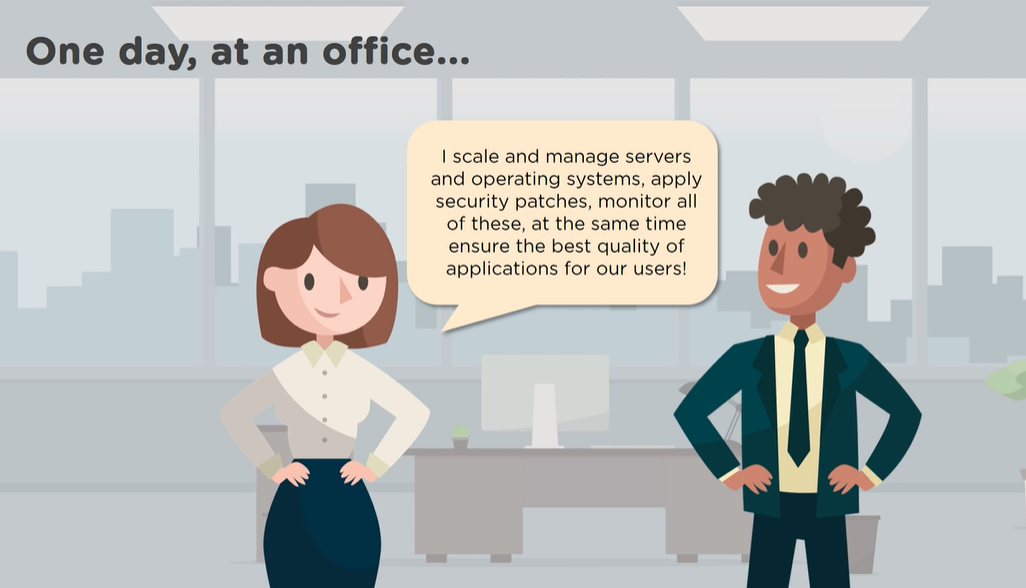 One day, at an office...
I scale and manage servers
and operating systems, apply
security patches, monitor all
of these, at the same time
ensure the best quality of
applications for our users!